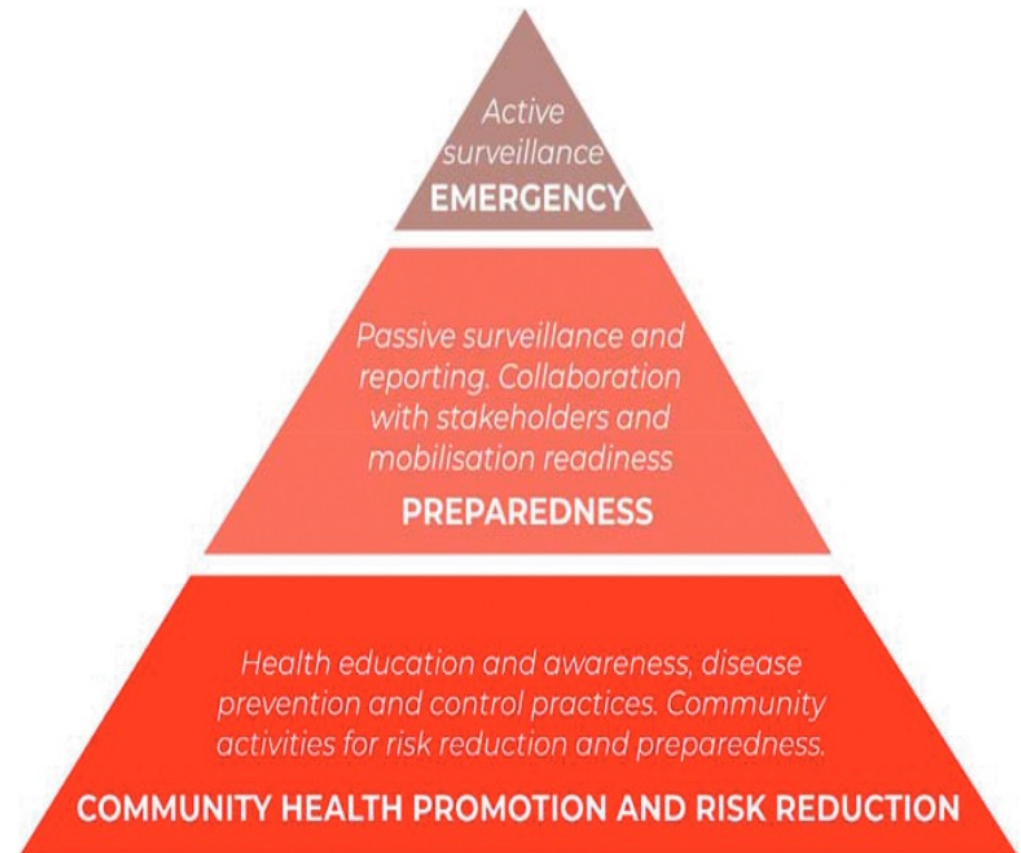 Active
surveillance
EMERGENCY
Passive surveillance and
reporting. Collaboration
with stakeholders and
mobilisation readiness
PREPAREDNESS
Health education and awareness, disease
prevention and control practices. Community
activities for risk reduction and preparedness.
COMMUNITY HEALTH PROMOTION AND RISK REDUCTION